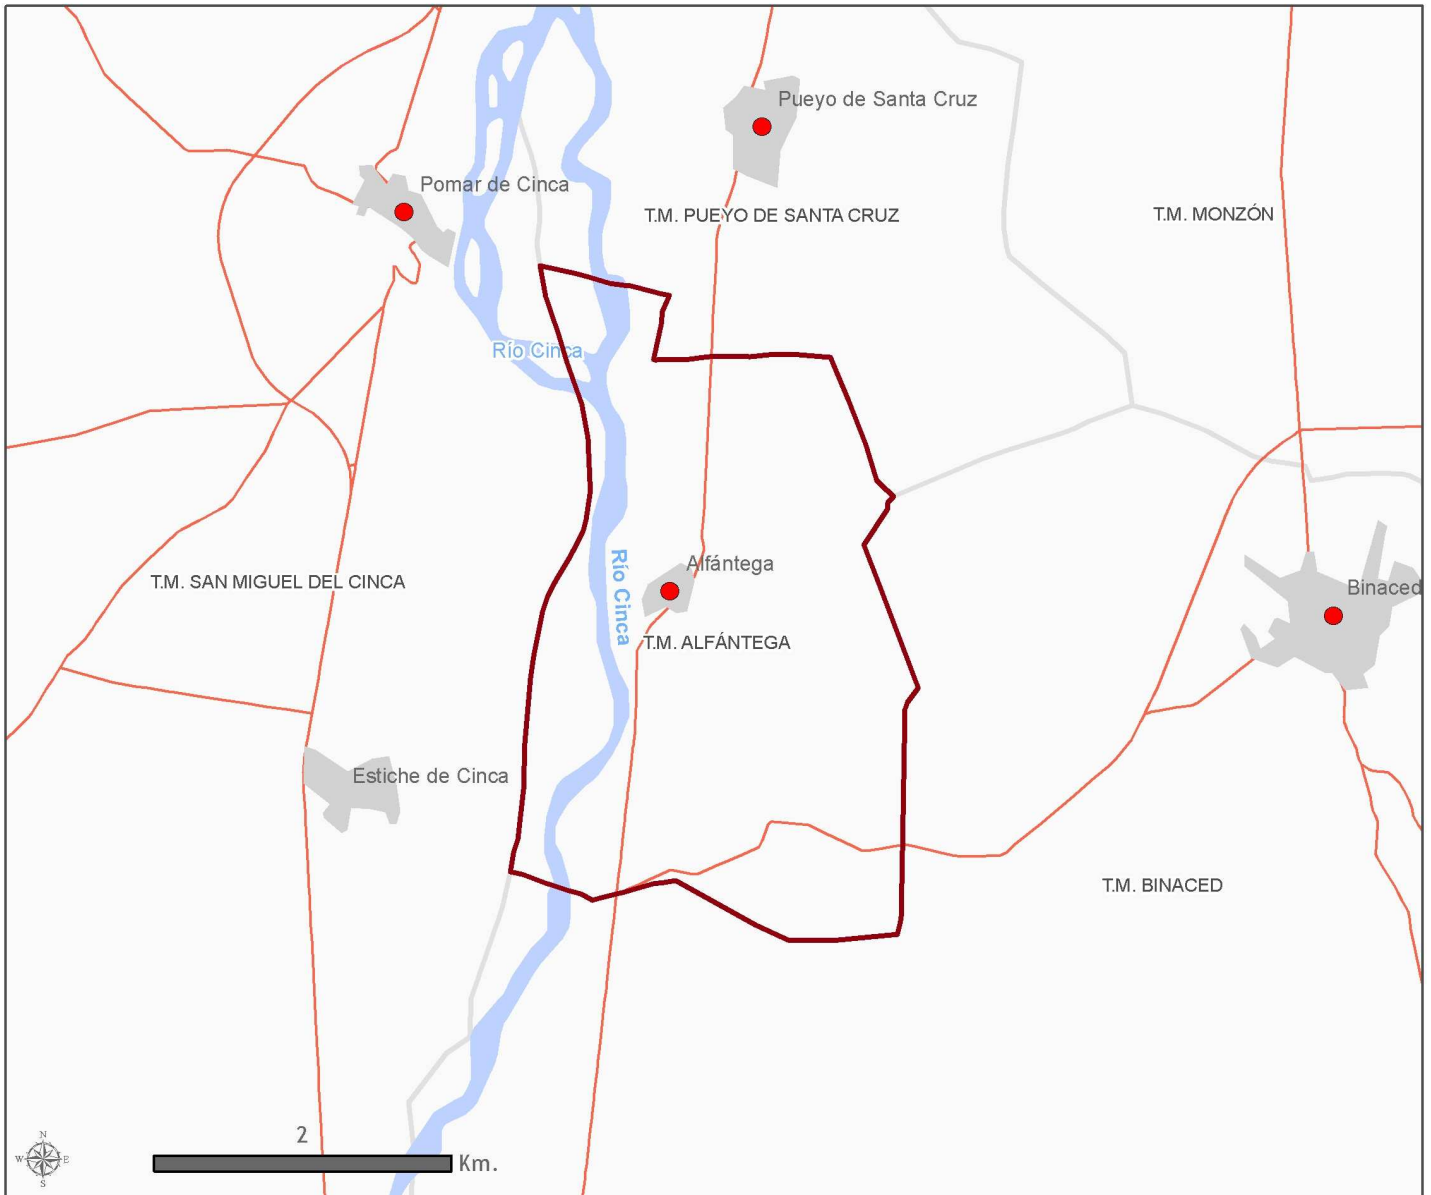 Pueyo de Santa Cruz
Pomar de Cinca
T.M. PUEYO DE SANTA CRUZ
T.M. MONZÓN
Río Cinca
Río Cinca
Alfántega
T.M. SAN MIGUEL DEL CINCA
Binaced
T.M. ALFÁNTEGA
Estiche de Cinca
T.M. BINACED
2
Km.
N
W
E
S